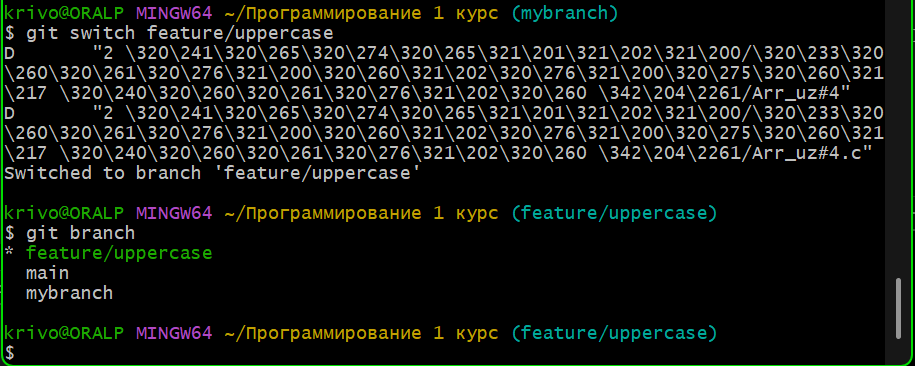 krivo@ORALP MINGW64 ~/Программирование 1 курс (mybranch)
$ git switch feature/uppercase
D       "2 \320\241\320\265\320\274\320\265\321\201\321\202\321\200/\320\233\320
\260\320\261\320\276\321\200\320\260\321\202\320\276\321\200\320\275\320\260\321
\217 \320\240\320\260\320\261\320\276\321\202\320\260 \342\204\2261/Arr_uz#4"
D       "2 \320\241\320\265\320\274\320\265\321\201\321\202\321\200/\320\233\320
\260\320\261\320\276\321\200\320\260\321\202\320\276\321\200\320\275\320\260\321
\217 \320\240\320\260\320\261\320\276\321\202\320\260 \342\204\2261/Arr_uz#4.c"
Switched to branch 'feature/uppercase'
krivo@ORALP MINGW64 ~/Программирование 1 курс (feature/uppercase)
$ git branch
* feature/uppercase
  main
  mybranch
krivo@ORALP MINGW64 ~/Программирование 1 курс (feature/uppercase)
$